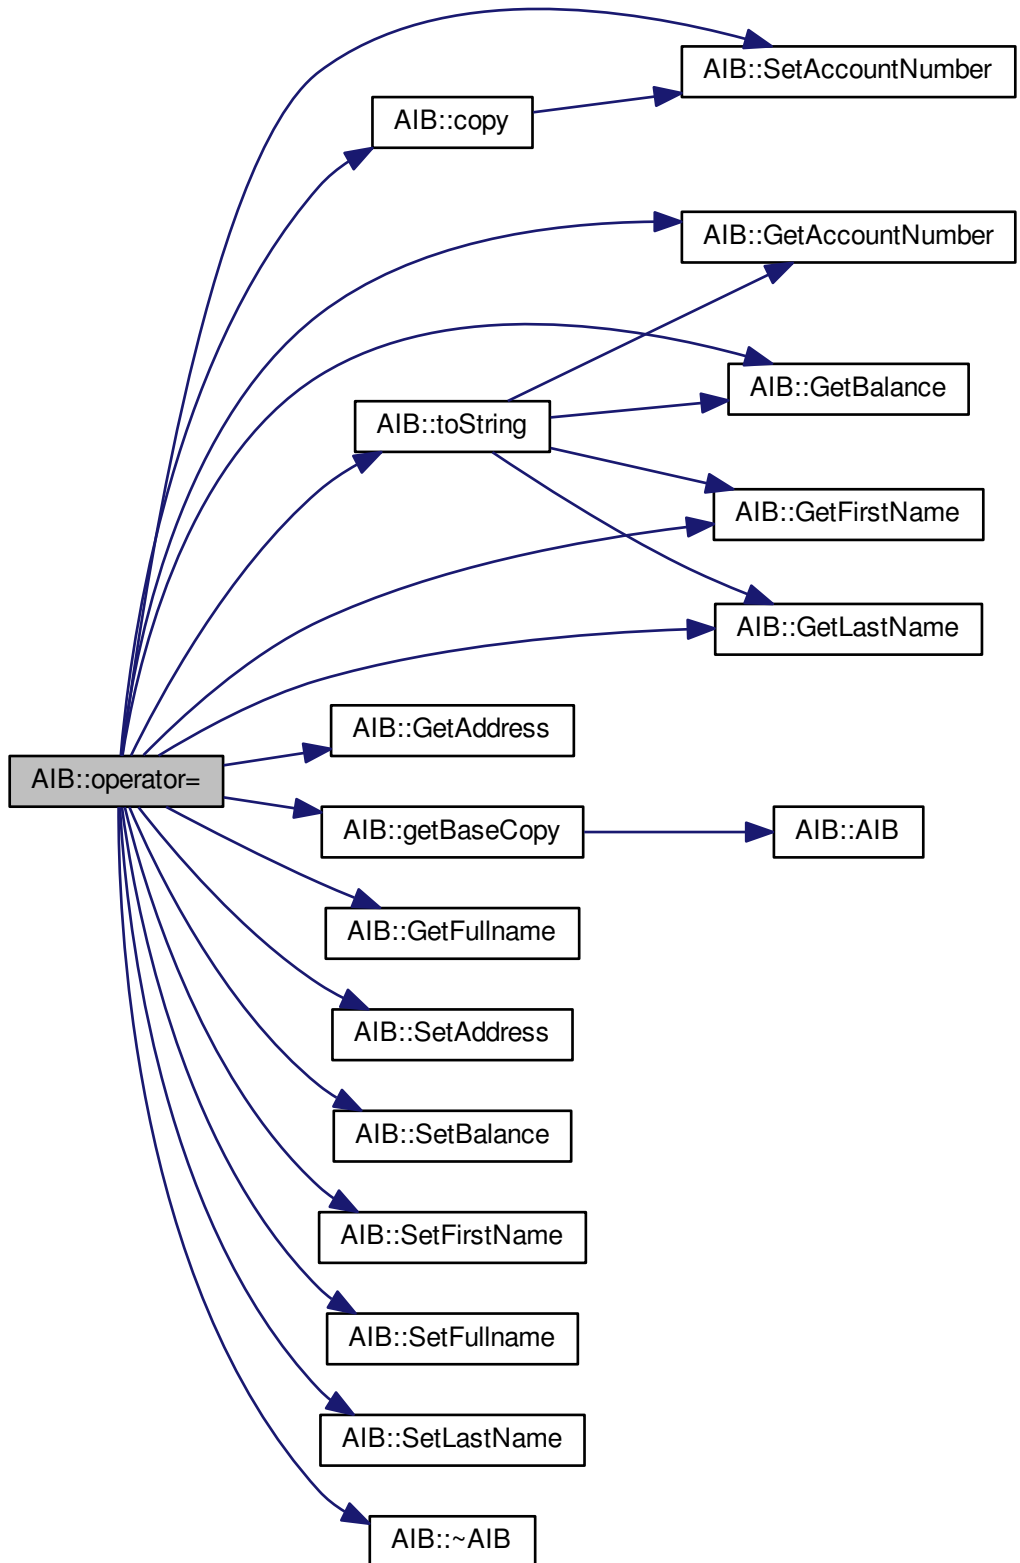 AIB::SetAccountNumber
AIB::copy
AIB::GetAccountNumber
AIB::GetBalance
AIB::toString
AIB::GetFirstName
AIB::GetLastName
AIB::GetAddress
AIB::operator=
AIB::getBaseCopy
AIB::AIB
AIB::GetFullname
AIB::SetAddress
AIB::SetBalance
AIB::SetFirstName
AIB::SetFullname
AIB::SetLastName
AIB::~AIB